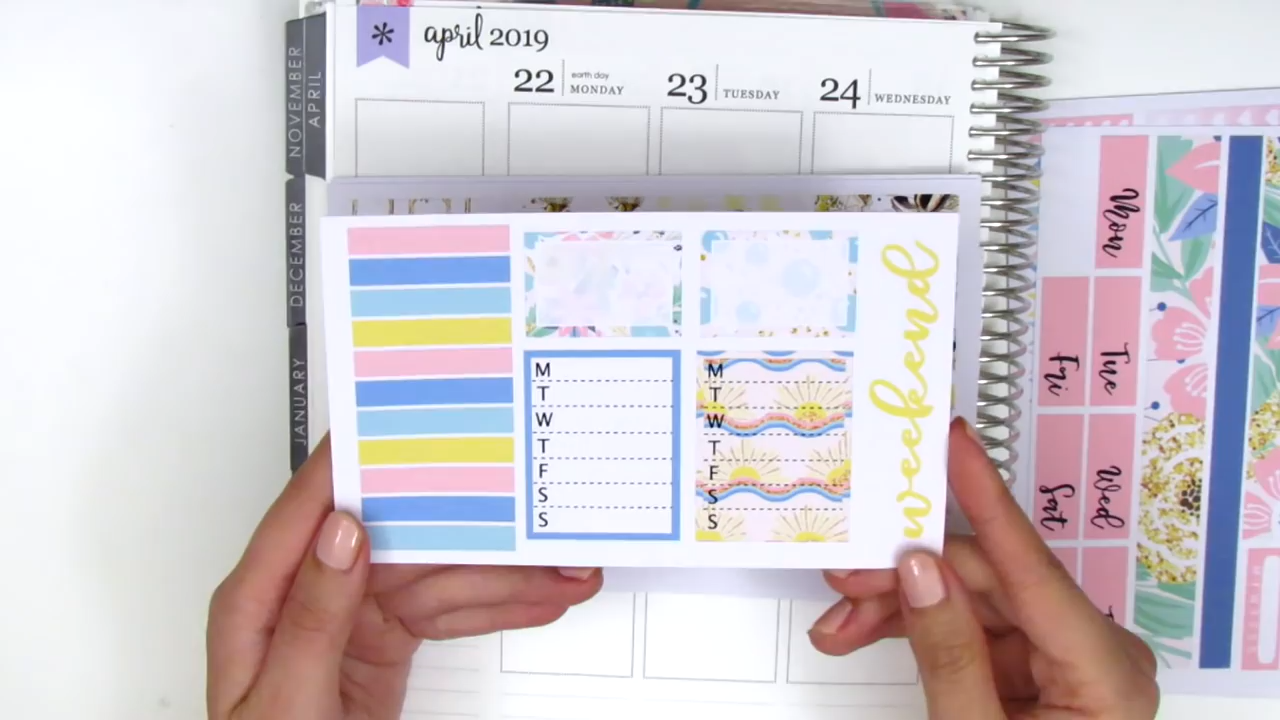 * april 2019
22 earth day MONDAY
23 TUESDAY
24 WEDNESDAY
NOVEMBER
APRIL
DECEMBER
JANUARY
M
T
W
T
F
S
S
M
T
W
T
F
S
S
weekend
Mon
Tue
Fri
Wed
Sat